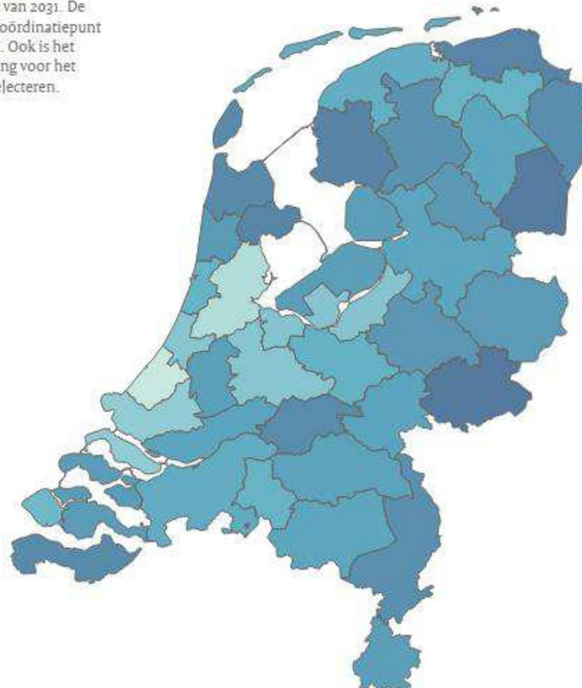 van 2031. De
oördinatiepunt
. Ook is het
ng voor het
electeren.